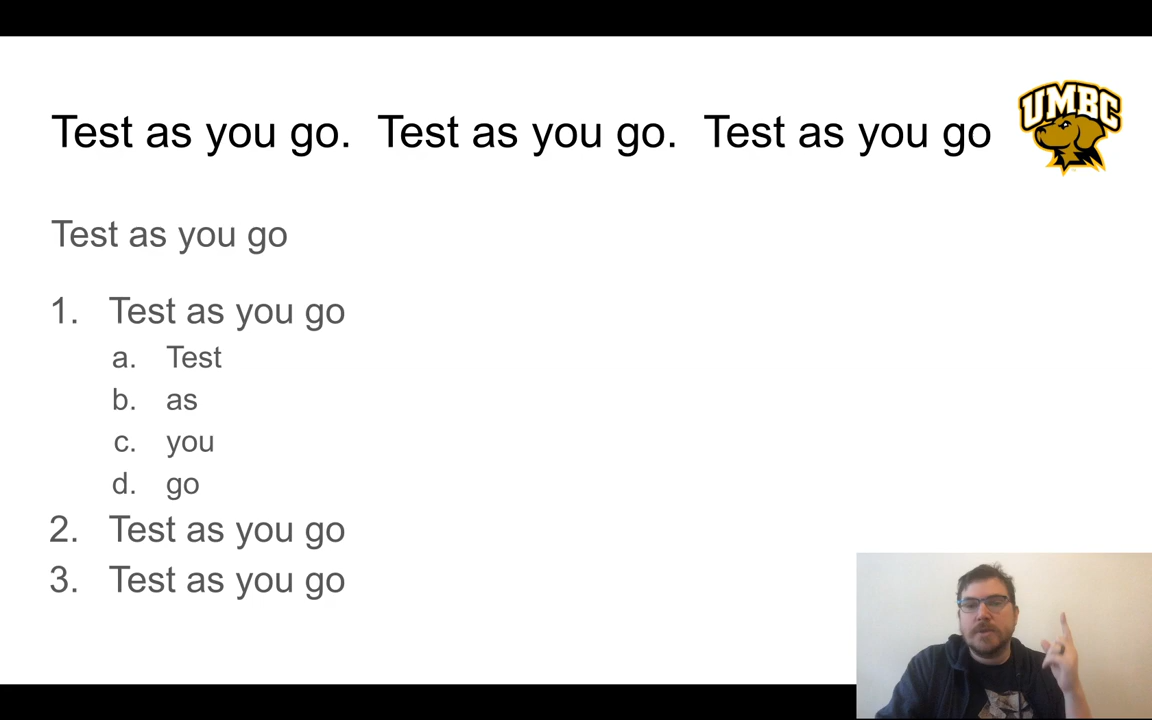 Test as you go. Test as you go. Test as you go
UMBC
Test as you go
1. Test as you go
a. Test
b. as
c. you
d. go
2. Test as you go
3. Test as you go